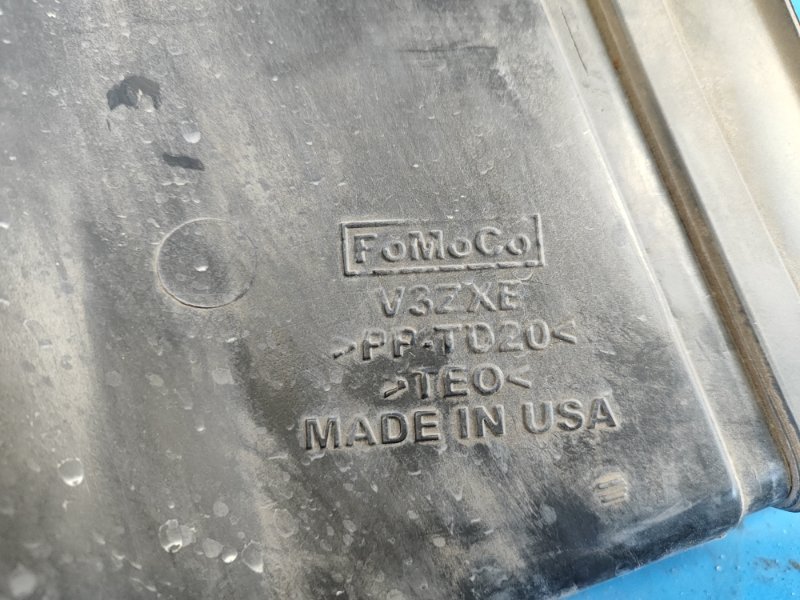 FoMoCo
V3ZXE
>PP-TD20<
>TEO<
MADE IN USA